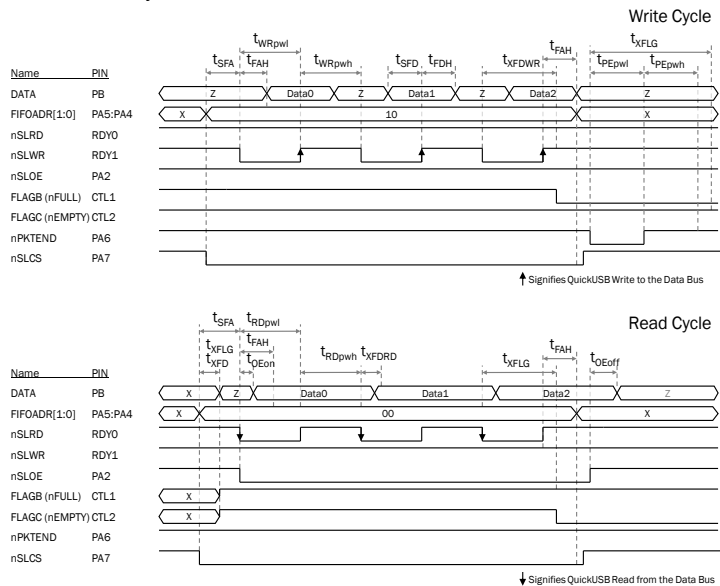 Write Cycle
tWRpwl tFAH tXFLG
tSFA tFAH tWRpwh tSFD tFDH tXFDWR tPEpwl tPEpwh
Name PIN
DATA PB Z Data0 Z Data1 Z Data2 Z
FIFOADR[1:0] PA5:PA4 X 10 X
nSLRD RDY0
nSLWR RDY1
nSLOE PA2
FLAGB (nFULL) CTL1
FLAGC (nEMPTY) CTL2
nPKTEND PA6
nSLCS PA7
Signifies QuickUSB Write to the Data Bus
Read Cycle
tSFA tRDpwl
tXFLG tFAH tRDpwh tXFDRD tXFLG tFAH tOEoff
tXFD tOEon
Name PIN
DATA PB X Z Data0 Data1 Data2 Z
FIFOADR[1:0] PA5:PA4 X 00 X
nSLRD RDY0
nSLWR RDY1
nSLOE PA2
FLAGB (nFULL) CTL1 X
FLAGC (nEMPTY) CTL2 X
nPKTEND PA6
nSLCS PA7
Signifies QuickUSB Read from the Data Bus